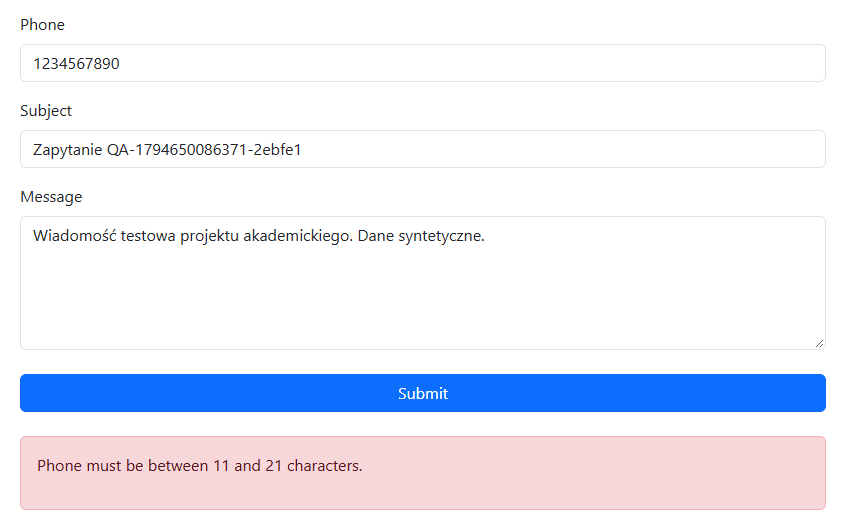 Phone
1234567890
Subject
Zapytanie QA-1794650086371-2ebfe1
Message
Wiadomość testowa projektu akademickiego. Dane syntetyczne.
Submit
Phone must be between 11 and 21 characters.